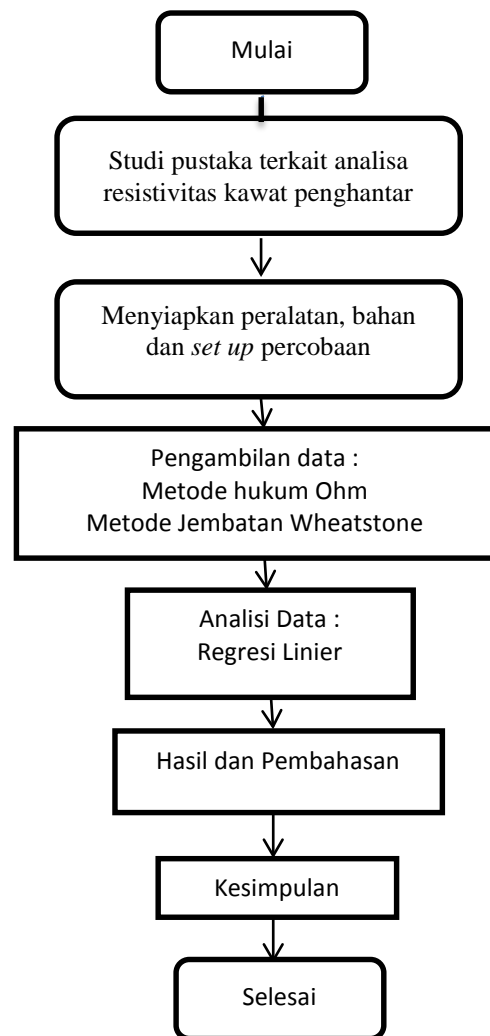 Mulai
Studi pustaka terkait analisa
resistivitas kawat penghantar
Menyiapkan peralatan, bahan
dan set up percobaan
Pengambilan data :
Metode hukum Ohm
Metode Jembatan Wheatstone
Analisi Data :
Regresi Linier
Hasil dan Pembahasan
Kesimpulan
Selesai